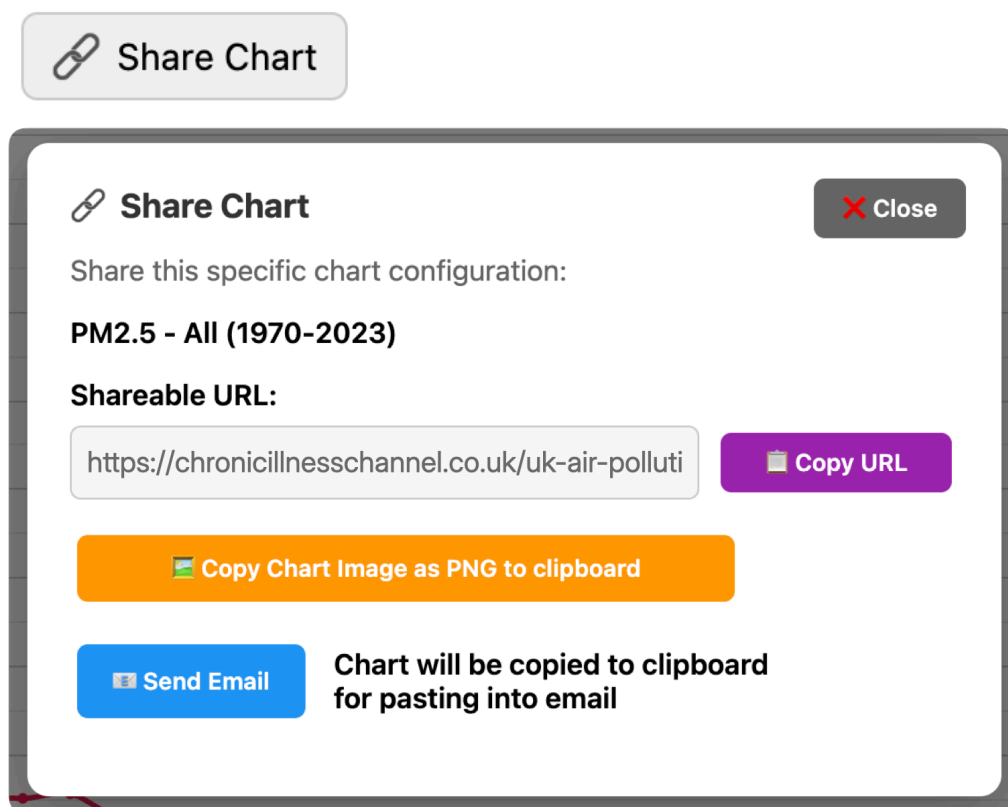 Share Chart
Share Chart
Close
Share this specific chart configuration:
PM2.5 - All (1970-2023)
Shareable URL:
https://chronicillnesschannel.co.uk/uk-air-polluti
Copy URL
Copy Chart Image as PNG to clipboard
Send Email
Chart will be copied to clipboard
for pasting into email